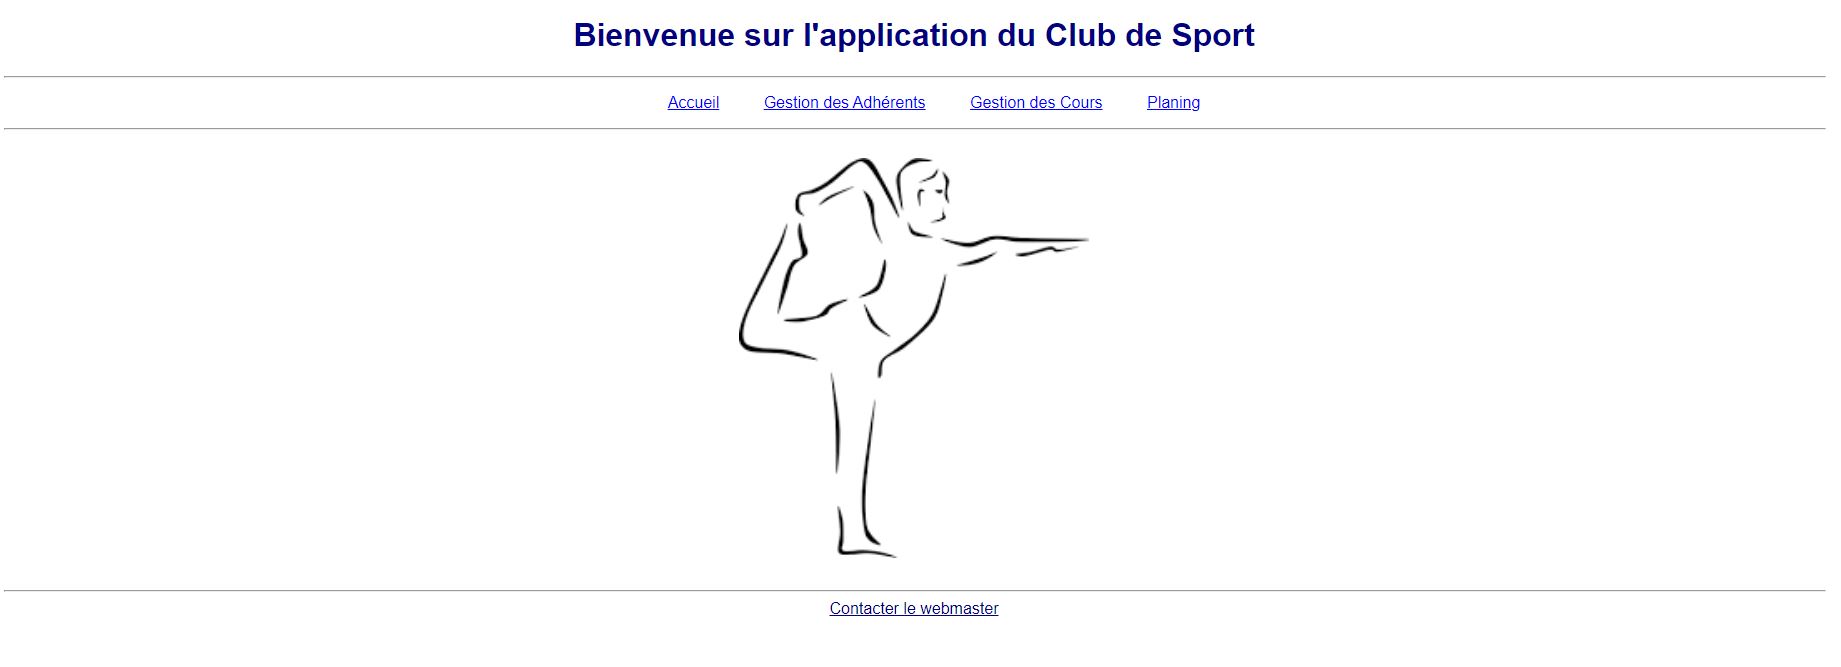 Bienvenue sur l'application du Club de Sport
Accueil Gestion des Adhérents Gestion des Cours Planing
Contacter le webmaster